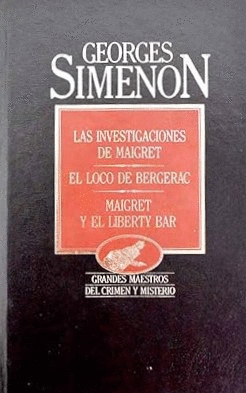 GEORGES
SIMENON
LAS INVESTIGACIONES
DE MAIGRET
EL LOCO DE BERGERAC
MAIGRET
Y EL LIBERTY BAR
GRANDES MAESTROS
DEL CRIMEN Y MISTERIO